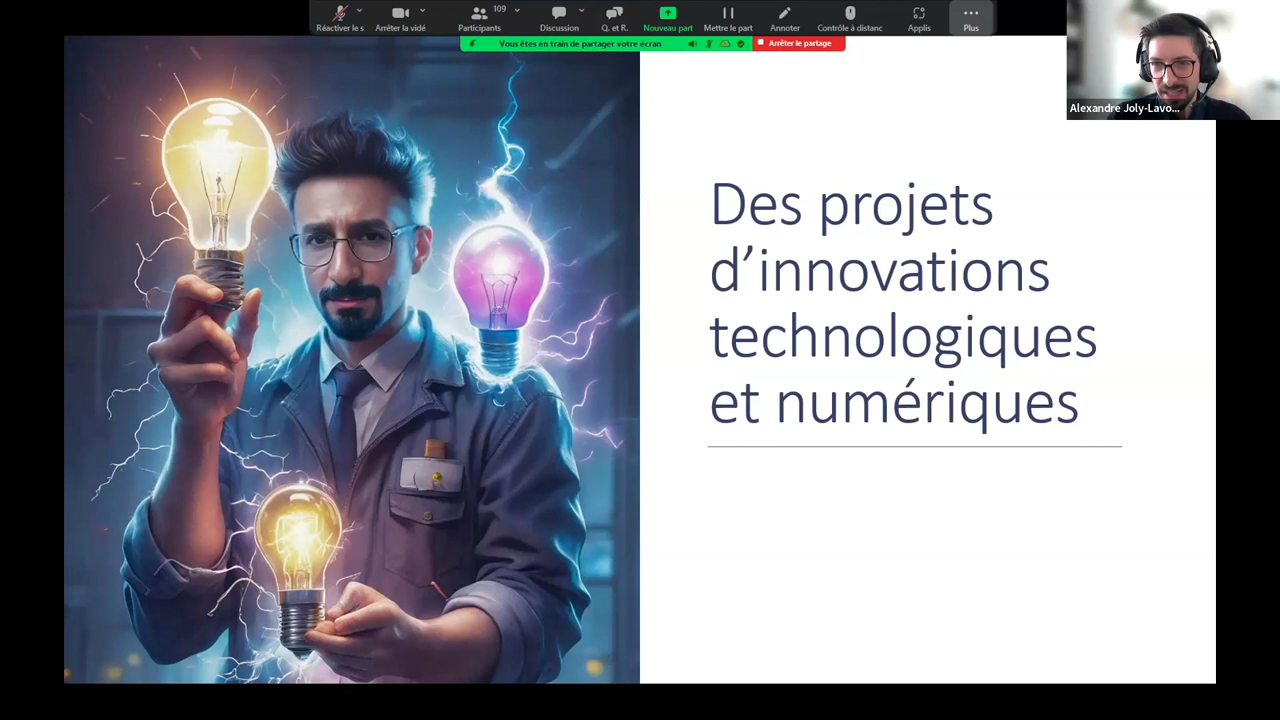 109
Réactiver le s
Arrêter la vidé
Participants
Discussion
Q. et R.
Nouveau part
Mettre le part
Annoter
Contrôle à distanc
Applis
Plus
Vous êtes en train de partager votre écran
Arrêter le partage
Alexandre Joly-Lavo...
Des projets
d’innovations
technologiques
et numériques